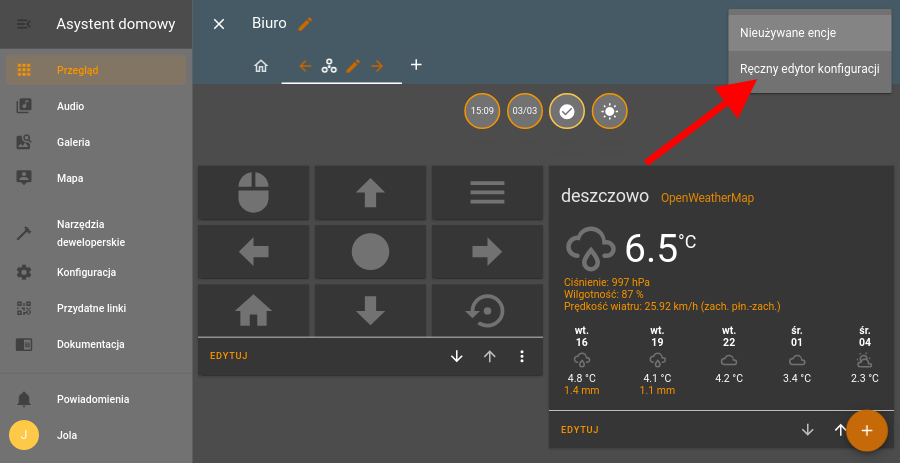 Asystent domowy
Biuro
Nieużywane encje
Ręczny edytor konfiguracji
Przegląd
Audio
Galeria
Mapa
Narzędzia
deweloperskie
Konfiguracja
Przydatne linki
Dokumentacja
Powiadomienia
J
Jola
15:09
03/03
EDYTUJ
deszczowo OpenWeatherMap
6.5 °C
Ciśnienie: 997 hPa
Wilgotność: 87 %
Prędkość wiatru: 25.92 km/h (zach. płn.-zach.)
wt. wt. wt. śr. śr.
16 19 22 01 04
4.8 °C 4.1 °C 4.2 °C 3.4 °C 2.3 °C
1.4 mm 1.1 mm
EDYTUJ